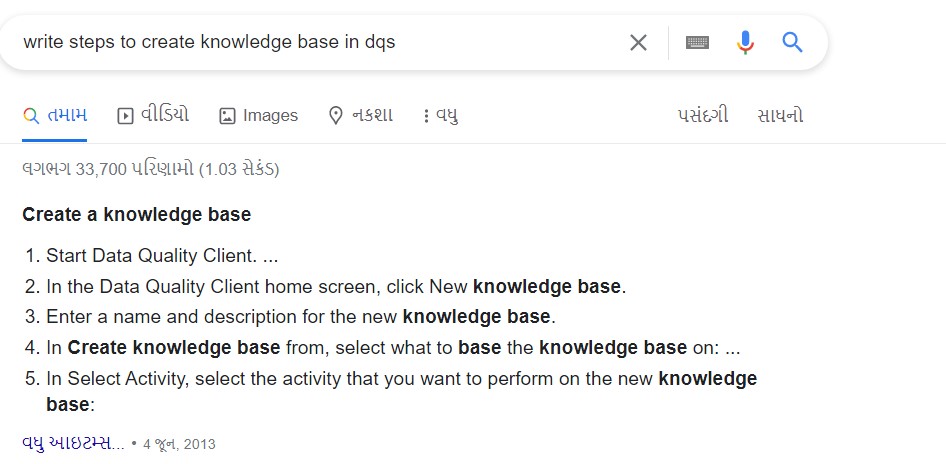 write steps to create knowledge base in dqs
તમામ વીડિયો Images નકશા વધુ પસંદગી સાધનો
લગભગ 33,700 પરિણામો (1.03 સેકંડ)
Create a knowledge base
1. Start Data Quality Client. ...
2. In the Data Quality Client home screen, click New knowledge base.
3. Enter a name and description for the new knowledge base.
4. In Create knowledge base from, select what to base the knowledge base on: ...
5. In Select Activity, select the activity that you want to perform on the new knowledge
base:
વધુ આઇટમ્સ... • 4 જૂન, 2013